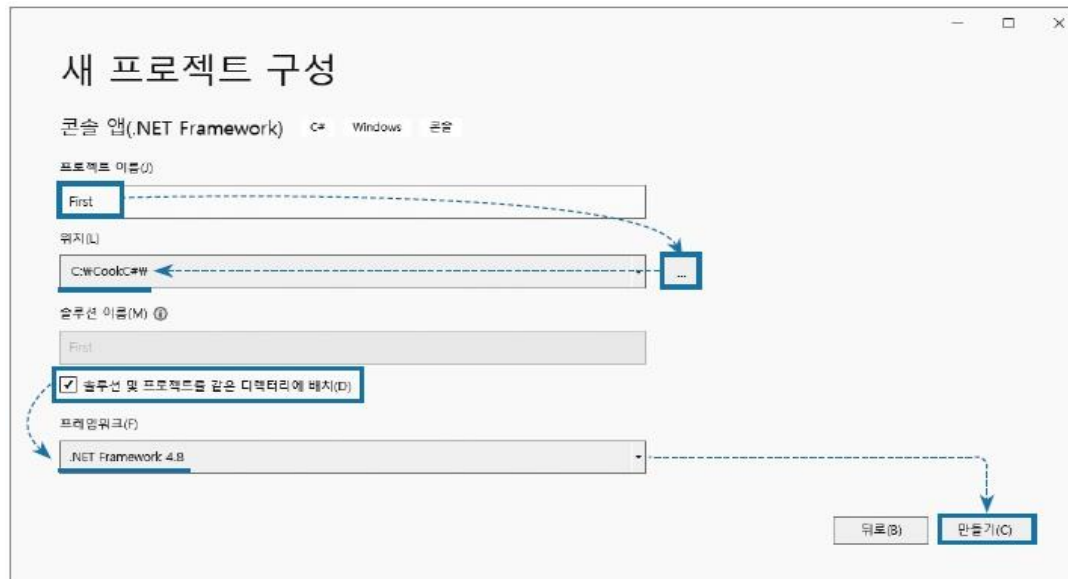 새 프로젝트 구성
콘솔 앱(.NET Framework) C# Windows 콘솔
프로젝트 이름(J)
First
위치(L)
C:₩CookC#₩
...
솔루션 이름(M)
First
솔루션 및 프로젝트를 같은 디렉터리에 배치(D)
프레임워크(F)
.NET Framework 4.8
뒤로(B) 만들기(C)